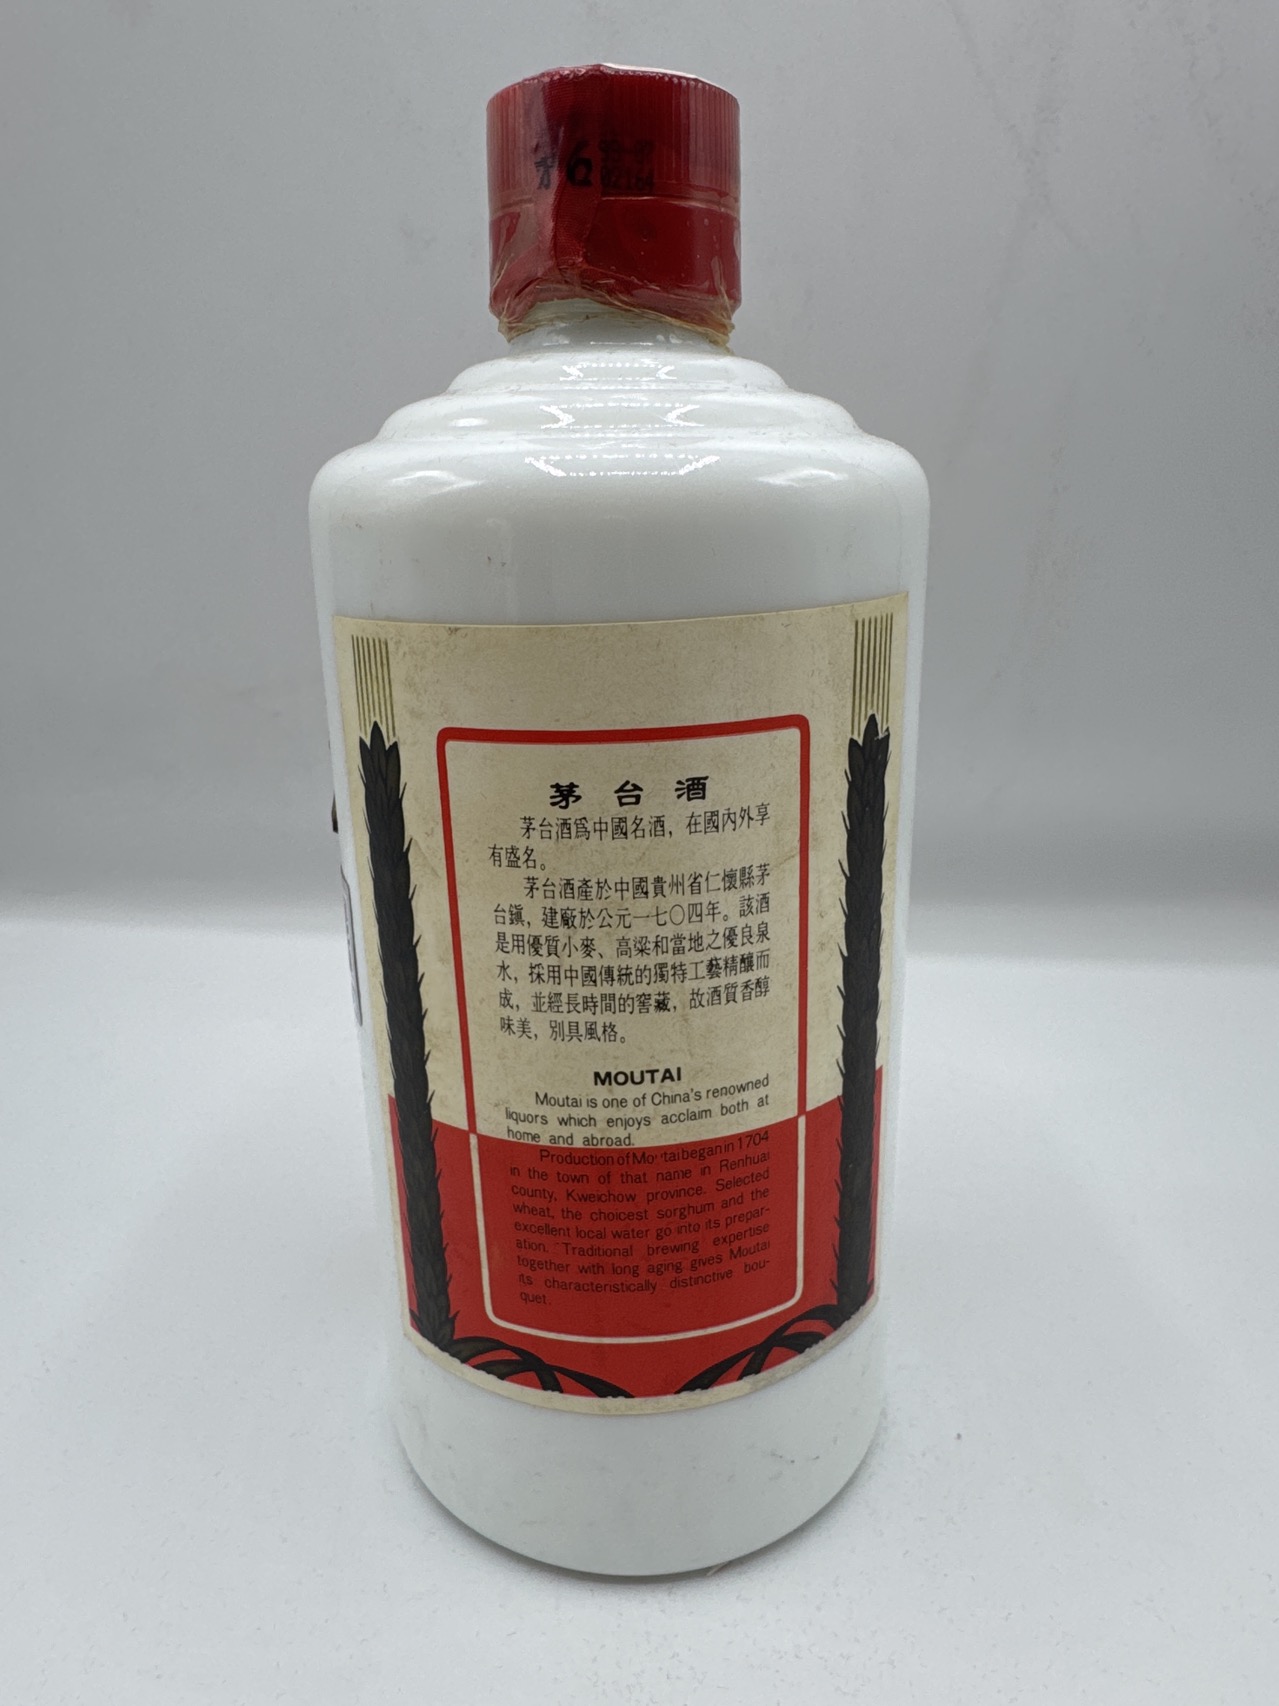 6
茅台酒
茅台酒爲中國名酒，在國內外享
有盛名。
茅台酒產於中國貴州省仁懷縣茅
台鎭，建廠於公元一七〇四年。該酒
是用優質小麥、高粱和當地之優良泉
水，採用中國傳統的獨特工藝精釀而
成，並經長時間的窖藏，故酒質香醇
味美，別具風格。
MOUTAI
Moutai is one of China's renowned
liquors which enjoys acclaim both at
home and abroad.
Production of Moutai began in 1704
in the town of that name in Renhuai
county, Kweichow province. Selected
wheat, the choicest sorghum and the
excellent local water go into its prepar-
ation. Traditional brewing expertise
together with long aging gives Moutai
its characteristically distinctive bou-
quet.